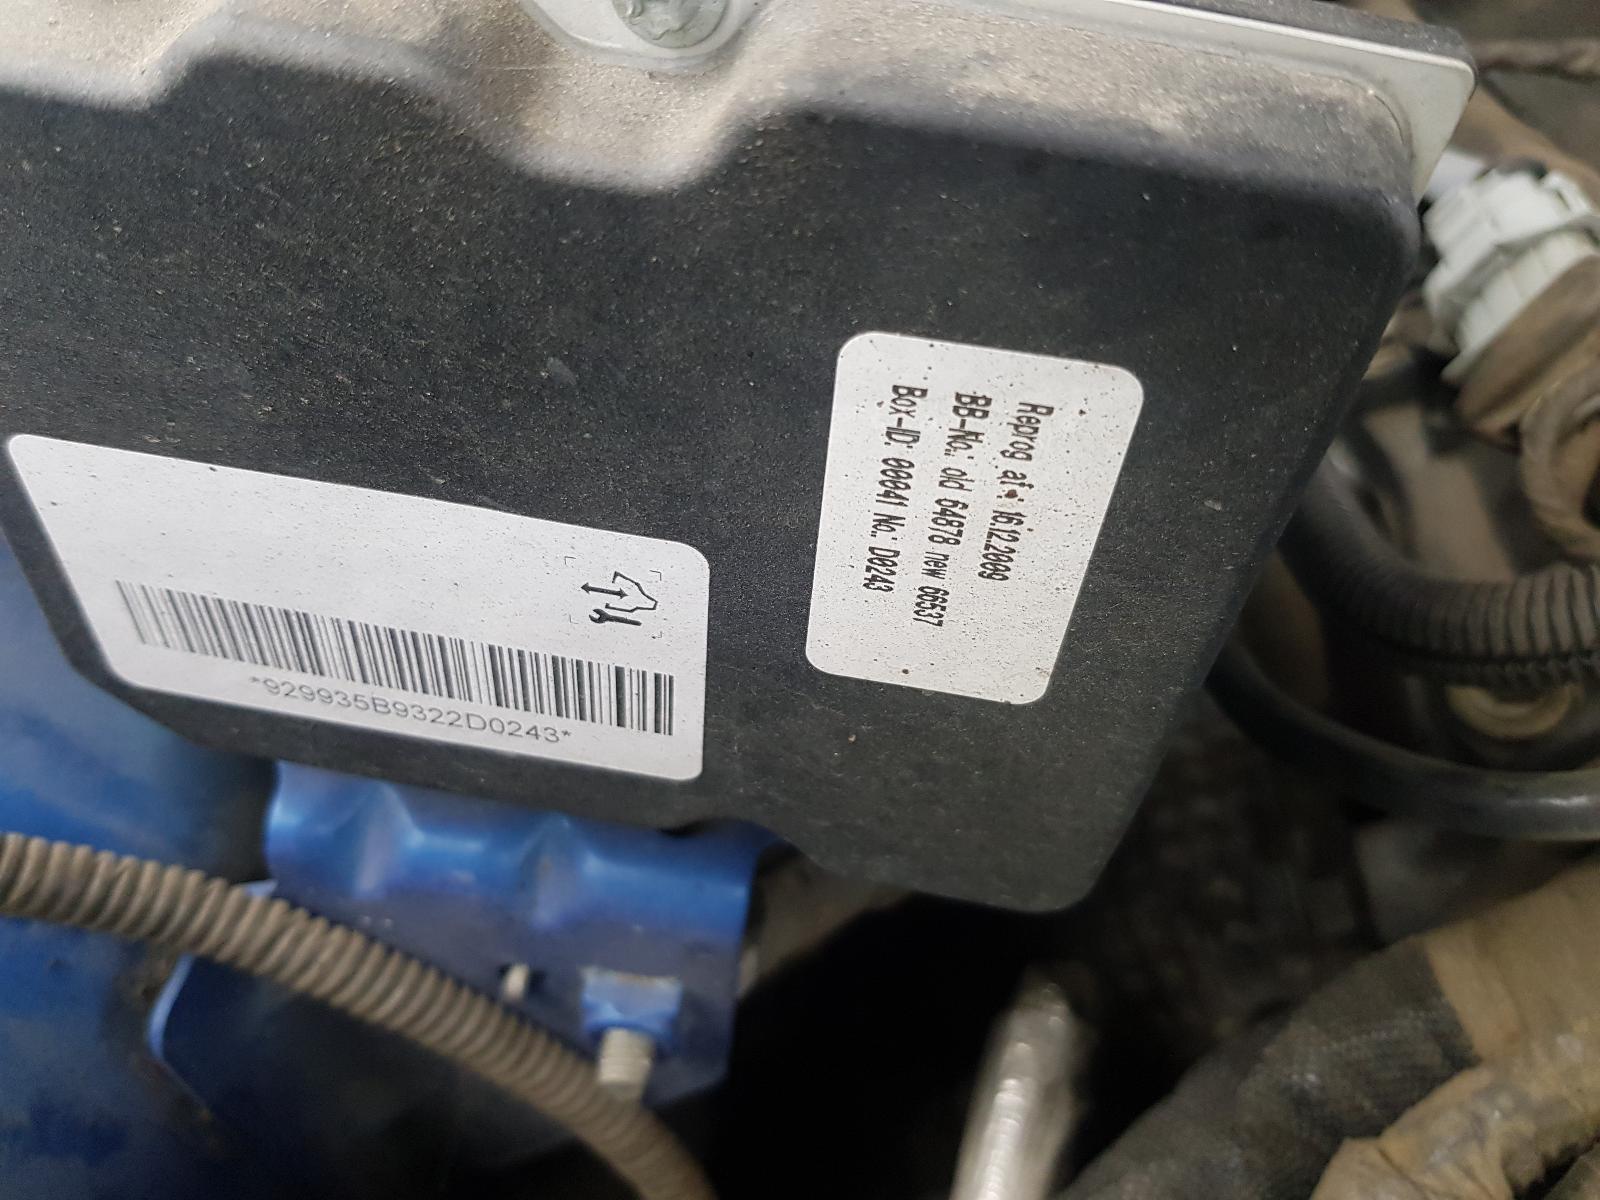 Reprog at : 16.12.2009
BB-No.: old 64878 new 66537
Box-ID: 00041 No.: D0243
*929935B9322D0243*